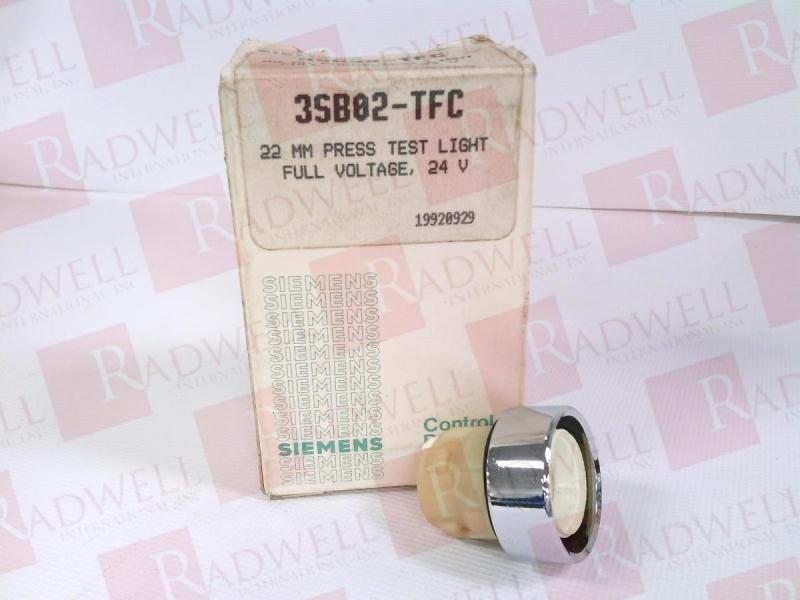 3SB02-TFC
22 MM PRESS TEST LIGHT
FULL VOLTAGE, 24 V
19920929
SIEMENS
SIEMENS
SIEMENS
SIEMENS
SIEMENS
SIEMENS
SIEMENS
SIEMENS
SIEMENS
SIEMENS
SIEMENS
SIEMENS
SIEMENS
Control
RADWELL
INTERNATIONAL, INC.